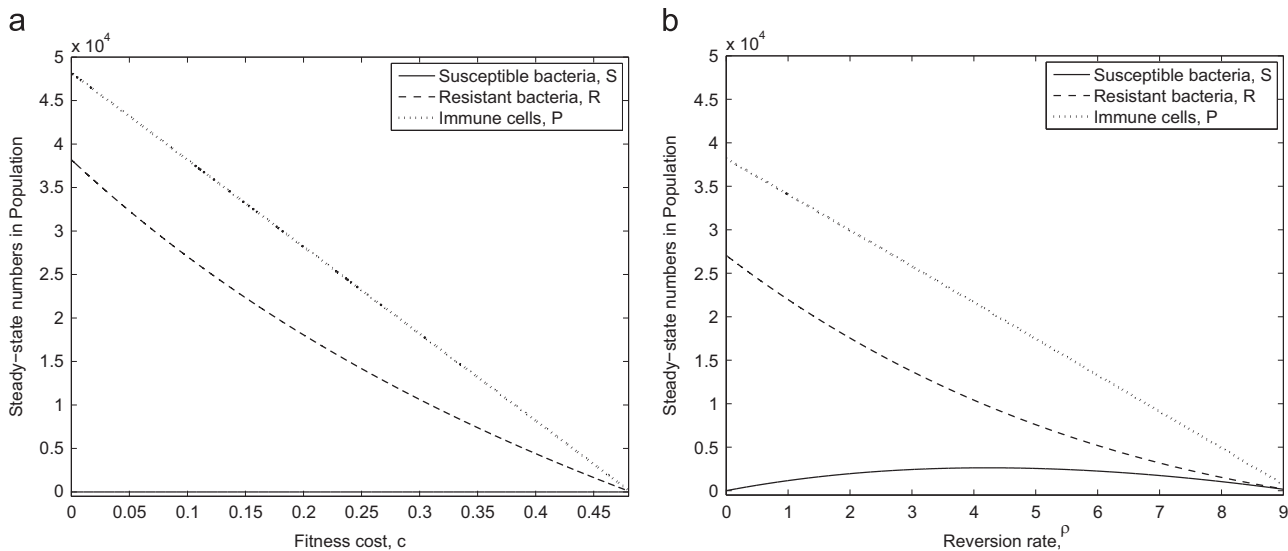 a
x 10⁴
5
4.5
4
3.5
3
2.5
2
1.5
1
0.5
0
Steady−state numbers in Population
Susceptible bacteria, S
Resistant bacteria, R
Immune cells, P
0 0.05 0.1 0.15 0.2 0.25 0.3 0.35 0.4 0.45
Fitness cost, c
b
x 10⁴
5
4.5
4
3.5
3
2.5
2
1.5
1
0.5
0
Steady−state numbers in Population
Susceptible bacteria, S
Resistant bacteria, R
Immune cells, P
0 1 2 3 4 5 6 7 8 9
Reversion rate, ρ